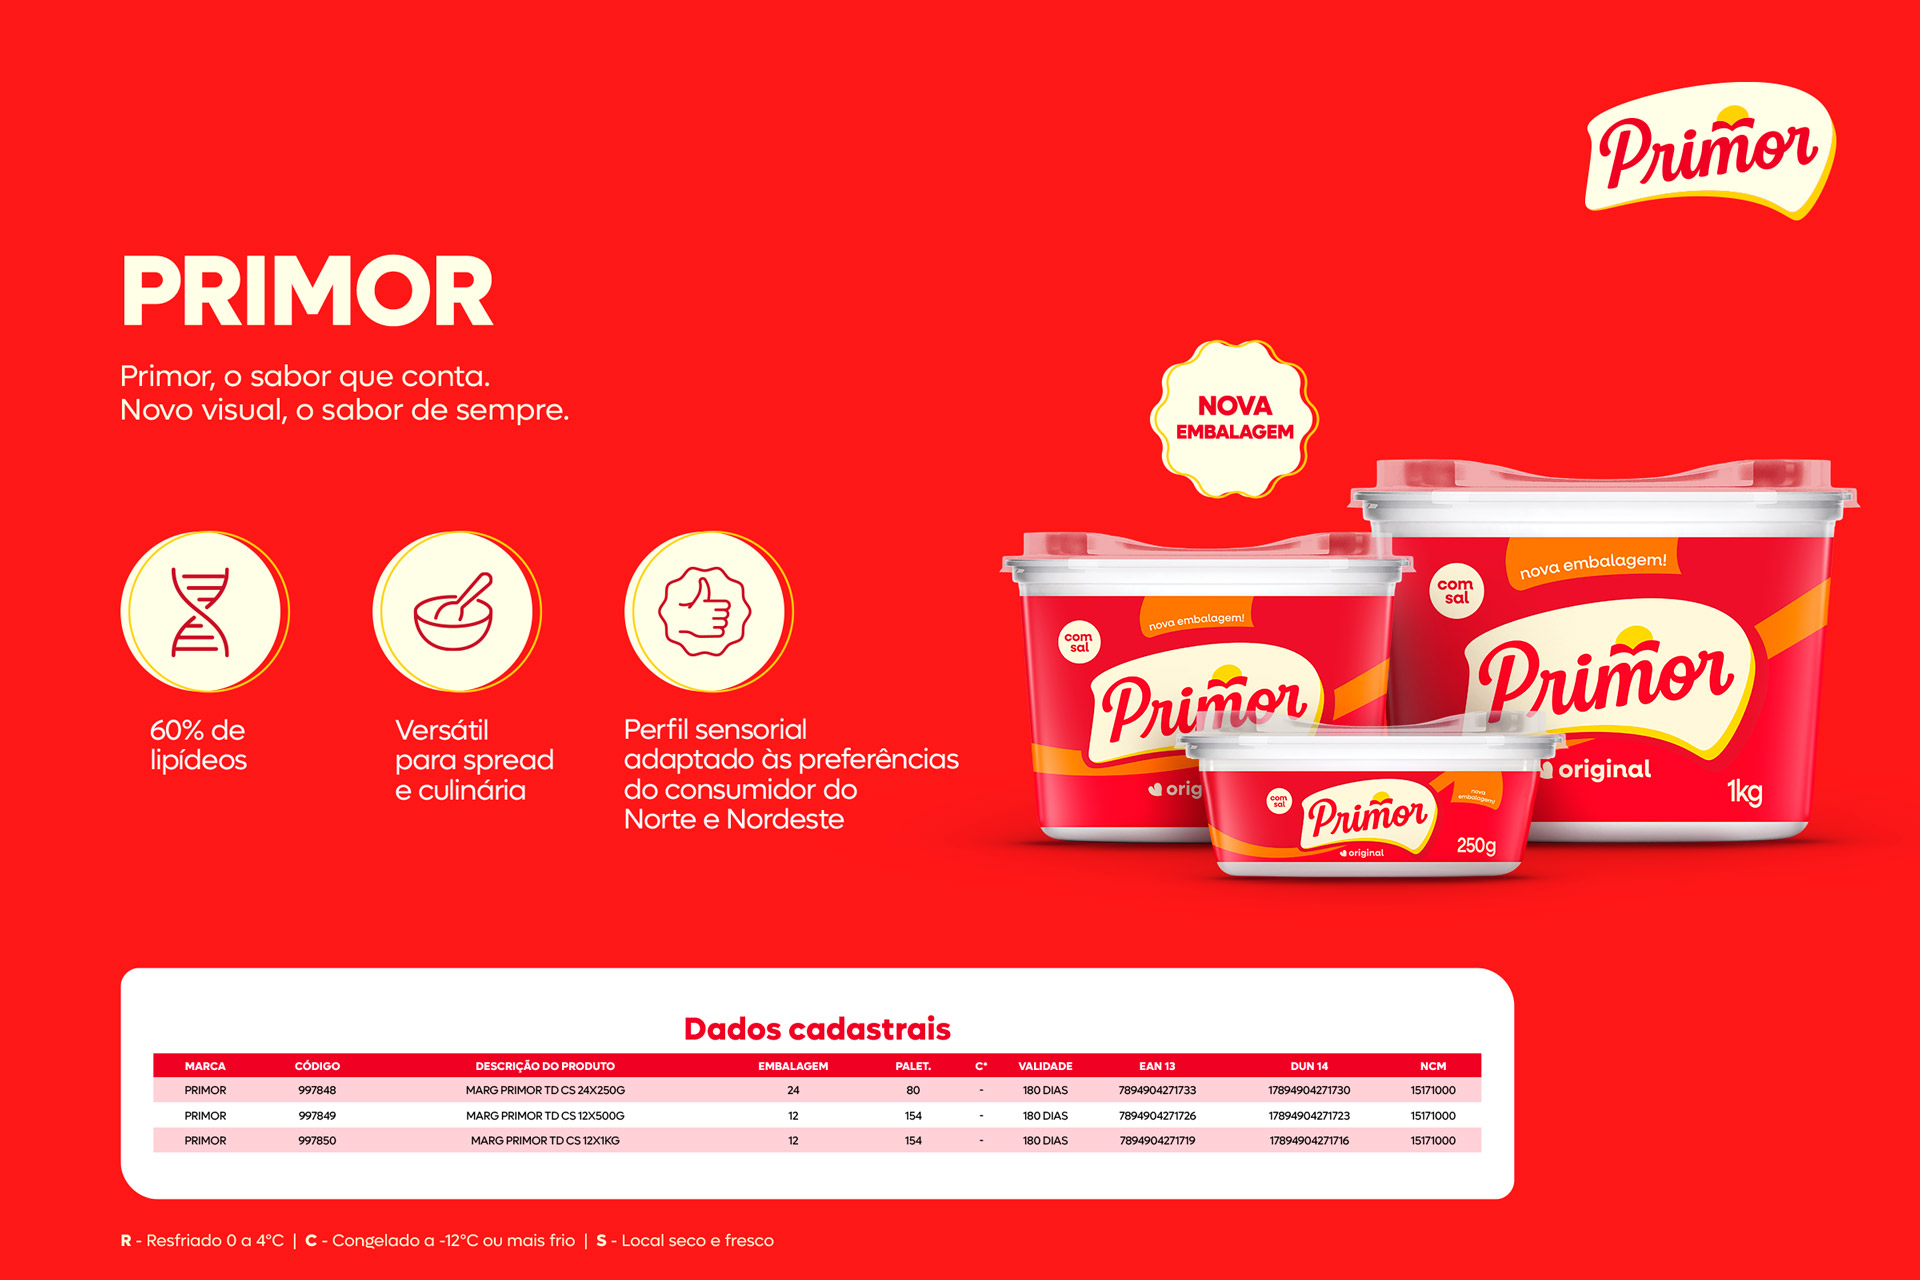 Primor
PRIMOR
Primor, o sabor que conta.
Novo visual, o sabor de sempre.
NOVA
EMBALAGEM
60% de
lipídeos
Versátil
para spread
e culinária
Perfil sensorial
adaptado às preferências
do consumidor do
Norte e Nordeste
nova embalagem!
com
sal
Primor
orig
nova embalagem!
com
sal
Primor
original
1kg
com
sal
Primor
nova
embalagem!
original
250g
Dados cadastrais
MARCA CÓDIGO DESCRIÇÃO DO PRODUTO EMBALAGEM PALET. C* VALIDADE EAN 13 DUN 14 NCM
PRIMOR 997848 MARG PRIMOR TD CS 24X250G 24 80 - 180 DIAS 7894904271733 17894904271730 15171000
PRIMOR 997849 MARG PRIMOR TD CS 12X500G 12 154 - 180 DIAS 7894904271726 17894904271723 15171000
PRIMOR 997850 MARG PRIMOR TD CS 12X1KG 12 154 - 180 DIAS 7894904271719 17894904271716 15171000
R - Resfriado 0 a 4°C | C - Congelado a -12°C ou mais frio | S - Local seco e fresco